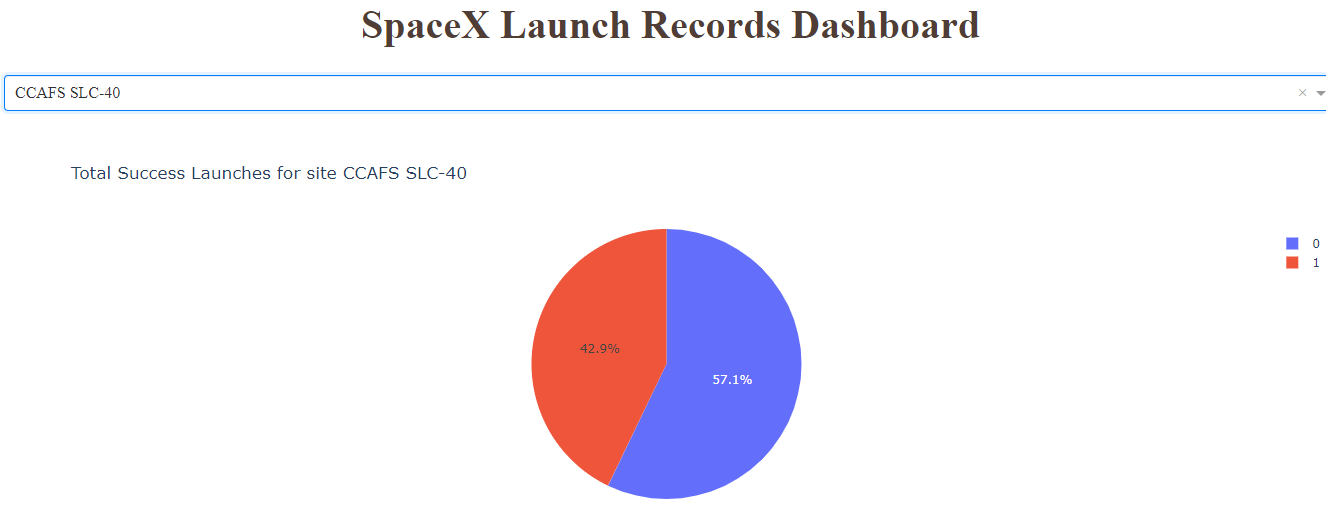 SpaceX Launch Records Dashboard
CCAFS SLC-40
×
Total Success Launches for site CCAFS SLC-40
0
1
42.9%
57.1%